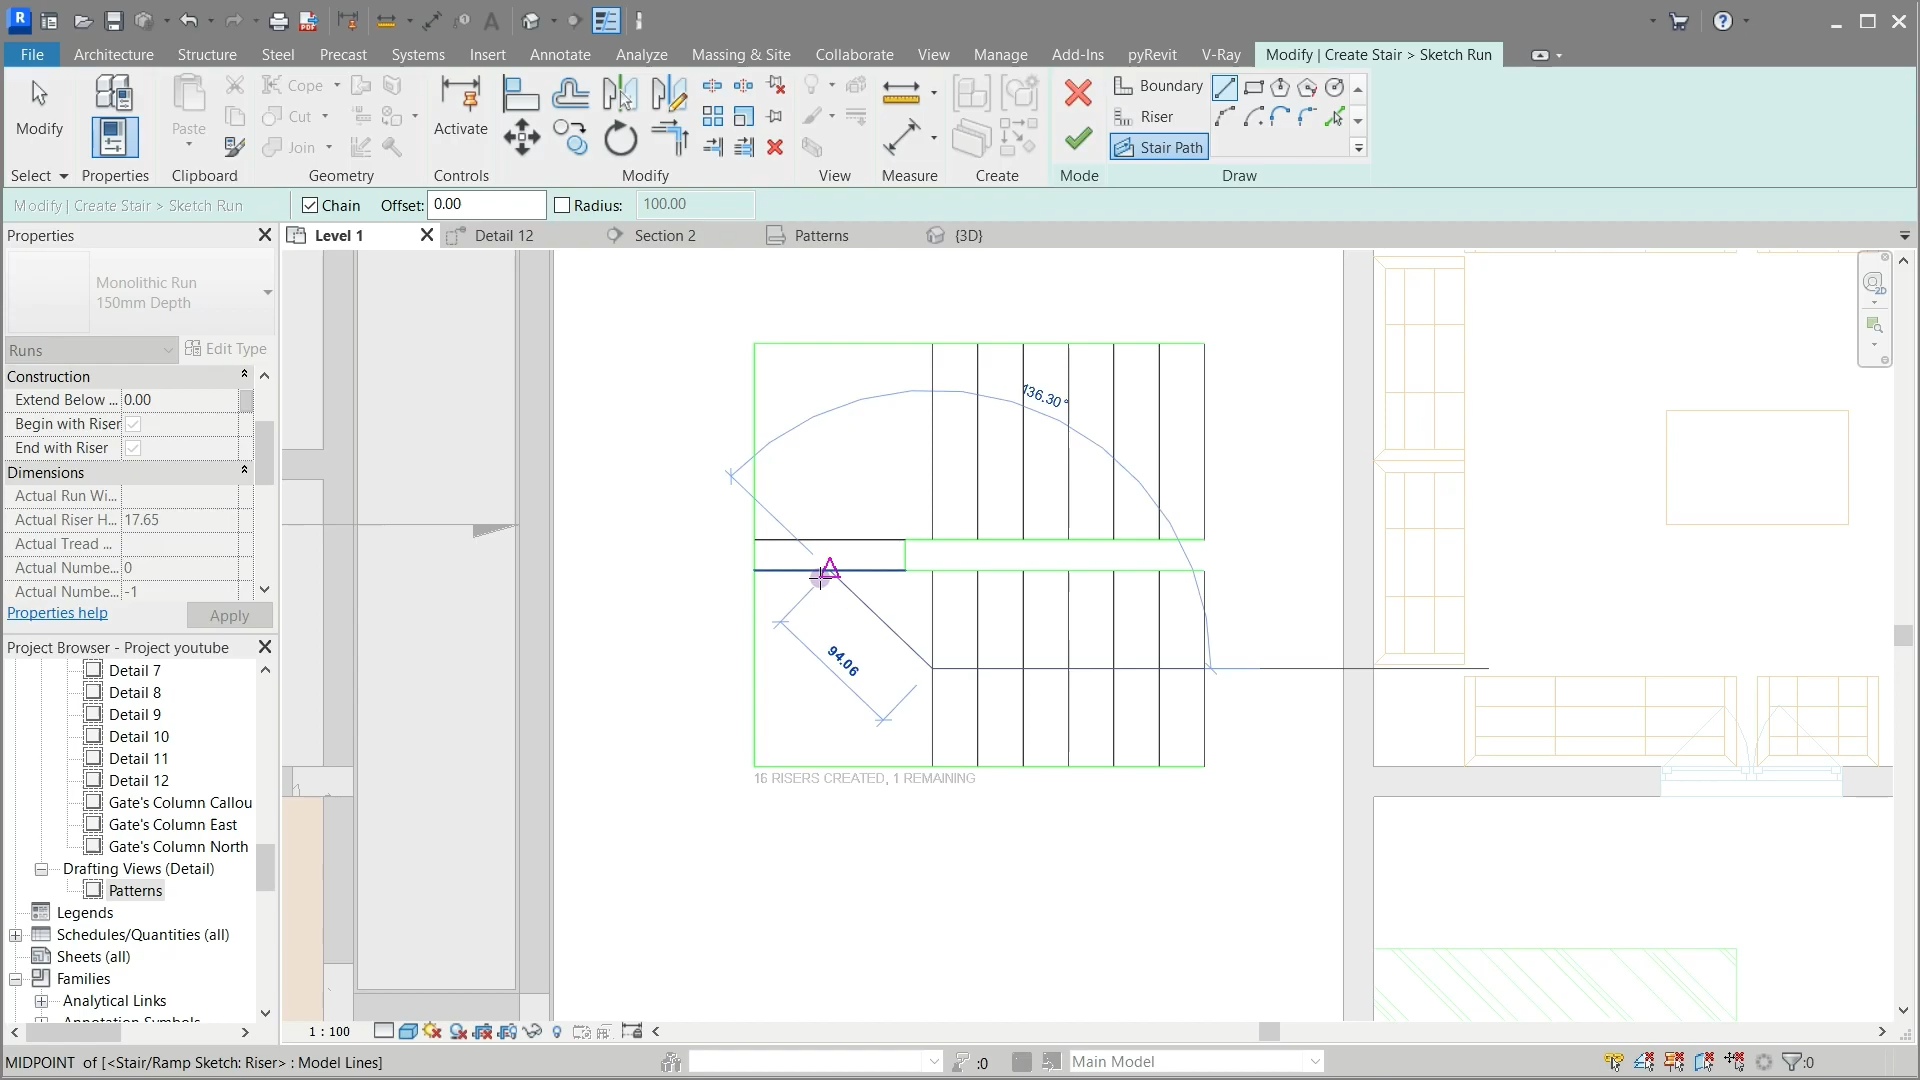 File Architecture Structure Steel Precast Systems Insert Annotate Analyze Massing & Site Collaborate View Manage Add-Ins pyRevit V-Ray Modify | Create Stair > Sketch Run
Modify Paste Cope Cut Join Activate Boundary Riser Stair Path
Select Properties Clipboard Geometry Controls Modify View Measure Create Mode Draw
Modify | Create Stair > Sketch Run Chain Offset: 0.00 Radius: 100.00
Properties
Level 1 Detail 12 Section 2 Patterns {3D}
Monolithic Run
150mm Depth
Runs Edit Type
Construction
Extend Below ... 0.00
Begin with Riser
End with Riser
Dimensions
Actual Run Wi...
Actual Riser H... 17.65
Actual Tread ...
Actual Numbe... 0
Actual Numbe... -1
Properties help Apply
Project Browser - Project youtube
Detail 7
Detail 8
Detail 9
Detail 10
Detail 11
Detail 12
Gate's Column Callou
Gate's Column East
Gate's Column North
Drafting Views (Detail)
Patterns
Legends
Schedules/Quantities (all)
Sheets (all)
Families
Analytical Links
Annotation Symbols
136.30°
94.06
16 RISERS CREATED, 1 REMAINING
1 : 100
MIDPOINT of [<Stair/Ramp Sketch: Riser> : Model Lines]
:0
Main Model
:0